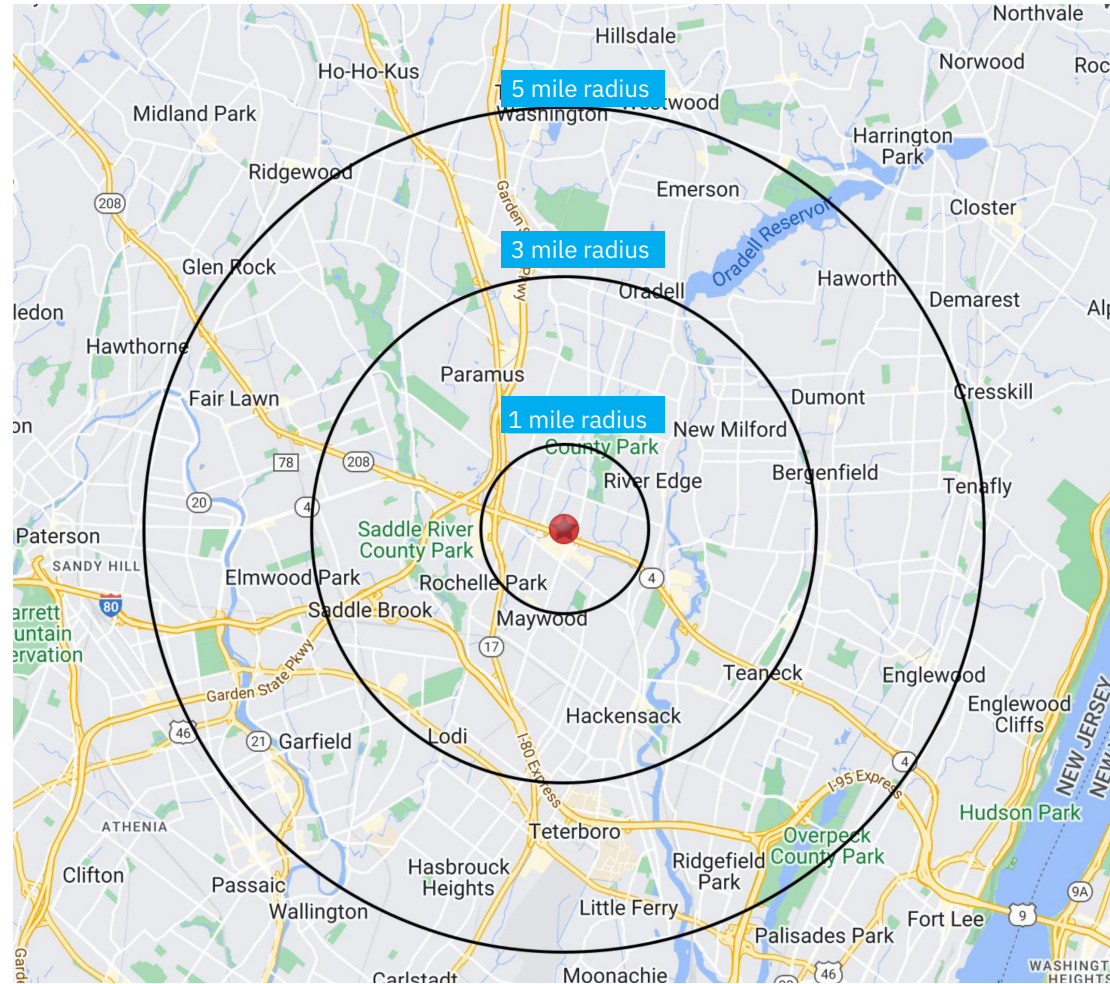 Northvale
Hillsdale
Norwood
Ho-Ho-Kus
5 mile radius
Washington
Midland Park
Harrington
Park
Ridgewood
Emerson
208
Closter
Garden S
Pkwy
Oradell Reservoir
3 mile radius
Glen Rock
Haworth
Oradell
Demarest
Hawthorne
Paramus
Cresskill
Fair Lawn
Dumont
1 mile radius
New Milford
County Park
78
208
River Edge
Bergenfield
Tenafly
20
4
Saddle River
County Park
Paterson
SANDY HILL
Elmwood Park
Rochelle Park
4
80
Saddle Brook
Maywood
17
Teaneck
Englewood
Garden State Pkwy
Englewood
Cliffs
NEW JERSEY
Hackensack
46
21
Garfield
Lodi
I-80 Express
4
I-95 Express
Hudson Park
ATHENIA
Teterboro
Overpeck
County Park
Clifton
Hasbrouck
Heights
Ridgefield
Park
Passaic
9A
Wallington
Little Ferry
Fort Lee
9
Palisades Park
Carlstadt
Moonachie
46
HEIGHTS